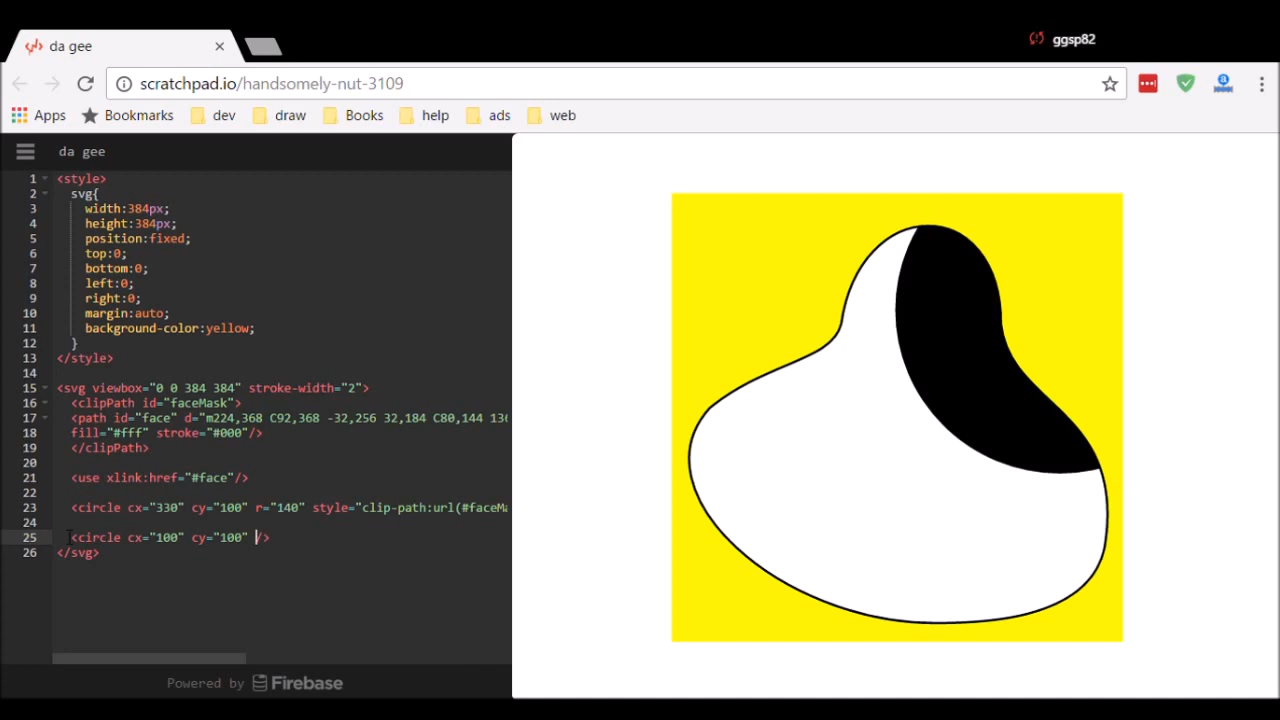 da gee
ggsp82
scratchpad.io/handsomely-nut-3109
Apps Bookmarks dev draw Books help ads web
da gee
1 <style>
2 svg{
3 width:384px;
4 height:384px;
5 position:fixed;
6 top:0;
7 bottom:0;
8 left:0;
9 right:0;
10 margin:auto;
11 background-color:yellow;
12 }
13 </style>
14
15 <svg viewbox="0 0 384 384" stroke-width="2">
16 <clipPath id="faceMask">
17 <path id="face" d="m224,368 C92,368 -32,256 32,184 C80,144 136
18 fill="#fff" stroke="#000"/>
19 </clipPath>
20
21 <use xlink:href="#face"/>
22
23 <circle cx="330" cy="100" r="140" style="clip-path:url(#faceMa
24
25 <circle cx="100" cy="100" />
26 </svg>
Powered by Firebase